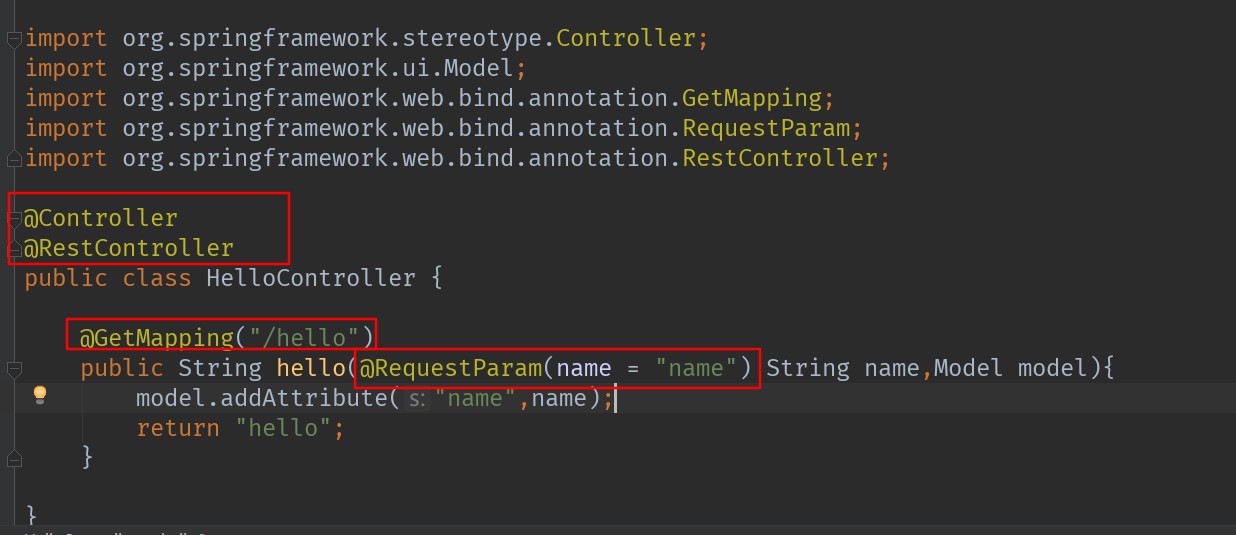 import org.springframework.stereotype.Controller;
import org.springframework.ui.Model;
import org.springframework.web.bind.annotation.GetMapping;
import org.springframework.web.bind.annotation.RequestParam;
import org.springframework.web.bind.annotation.RestController;
@Controller
@RestController
public class HelloController {
@GetMapping("/hello")
public String hello(@RequestParam(name = "name") String name,Model model){
model.addAttribute( s: "name",name);
return "hello";
}
}